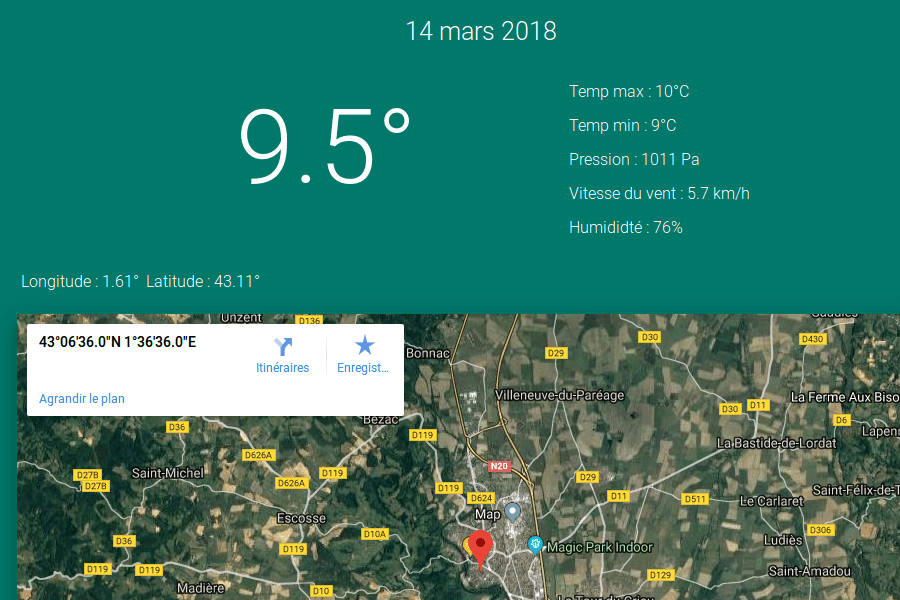 14 mars 2018
9.5°
Temp max : 10°C
Temp min : 9°C
Pression : 1011 Pa
Vitesse du vent : 5.7 km/h
Humididté : 76%
Longitude : 1.61° Latitude : 43.11°
Unzent
D136
43°06'36.0"N 1°36'36.0"E
Itinéraires
Enregist...
Agrandir le plan
Bonnac
D29
D30
D430
Villeneuve-du-Paréage
La Ferme Aux Biso
D30
D11
D6
Bézac
D36
D119
Lapenn
La Bastide-de-Lordat
D626A
N20
D27B
D27B
Saint-Michel
D119
D626A
D29
D119
D624
D11
D511
Le Carlaret
Saint-Félix-de-T
Map
Escosse
D36
D10A
D306
Ludiès
D119
Magic Park Indoor
D119
D119
D129
Saint-Amadou
Madière
D10
La Tour-du-Crieu